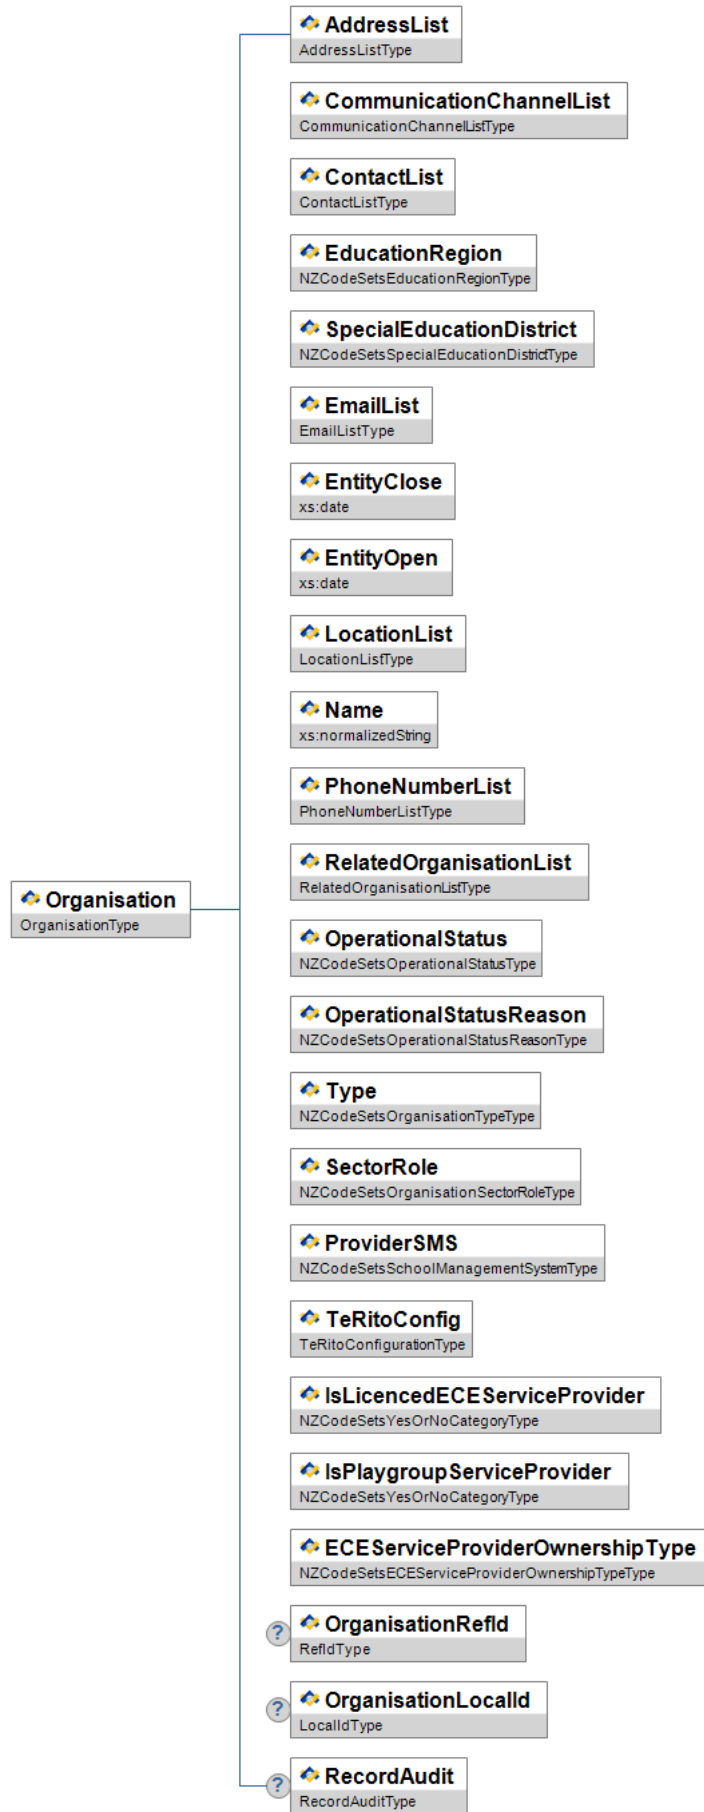 AddressList
AddressListType
CommunicationChannelList
CommunicationChannelListType
ContactList
ContactListType
EducationRegion
NZCodeSetsEducationRegionType
SpecialEducationDistrict
NZCodeSetsSpecialEducationDistrictType
EmailList
EmailListType
EntityClose
xs:date
EntityOpen
xs:date
LocationList
LocationListType
Name
xs:normalizedString
PhoneNumberList
PhoneNumberListType
RelatedOrganisationList
RelatedOrganisationListType
Organisation
OrganisationType
OperationalStatus
NZCodeSetsOperationalStatusType
OperationalStatusReason
NZCodeSetsOperationalStatusReasonType
Type
NZCodeSetsOrganisationTypeType
SectorRole
NZCodeSetsOrganisationSectorRoleType
ProviderSMS
NZCodeSetsSchoolManagementSystemType
TeRitoConfig
TeRitoConfigurationType
IsLicencedECEServiceProvider
NZCodeSetsYesOrNoCategoryType
IsPlaygroupServiceProvider
NZCodeSetsYesOrNoCategoryType
ECEServiceProviderOwnershipType
NZCodeSetsECEServiceProviderOwnershipTypeType
? OrganisationRefId
RefIdType
? OrganisationLocalId
LocalIdType
? RecordAudit
RecordAuditType